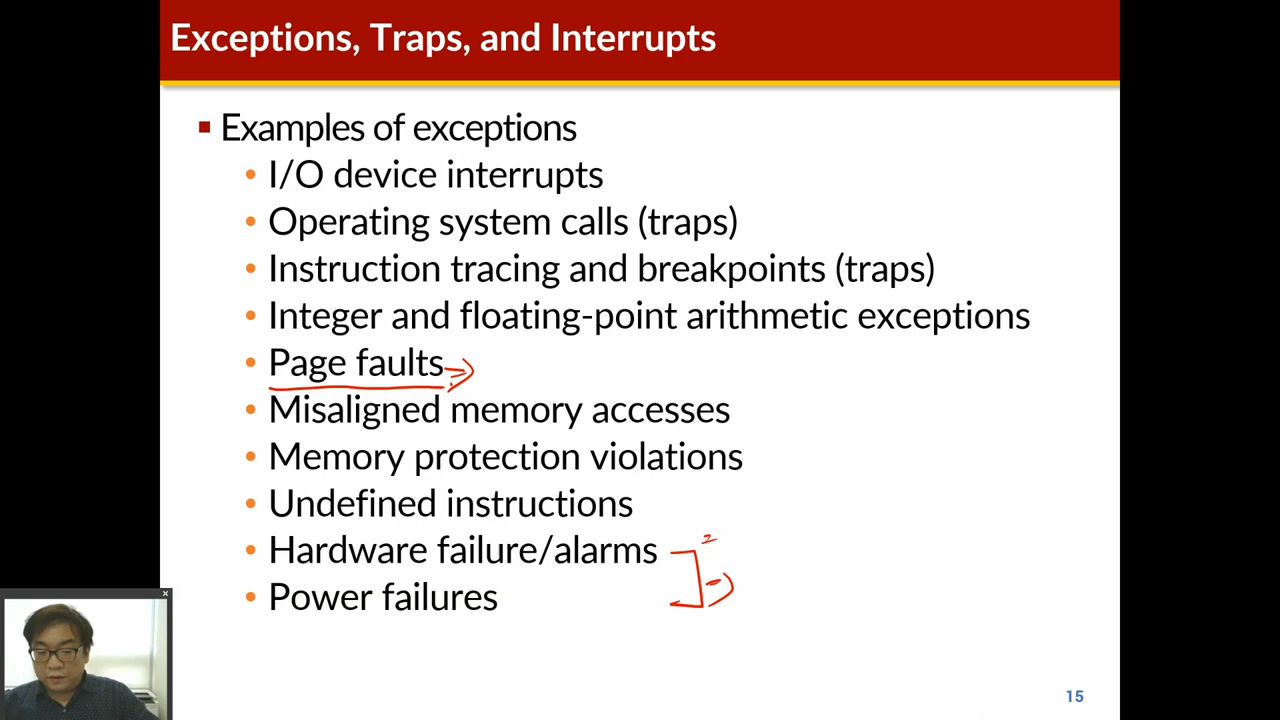 Exceptions, Traps, and Interrupts
Examples of exceptions
I/O device interrupts
Operating system calls (traps)
Instruction tracing and breakpoints (traps)
Integer and floating-point arithmetic exceptions
Page faults
Misaligned memory accesses
Memory protection violations
Undefined instructions
Hardware failure/alarms
Power failures
15